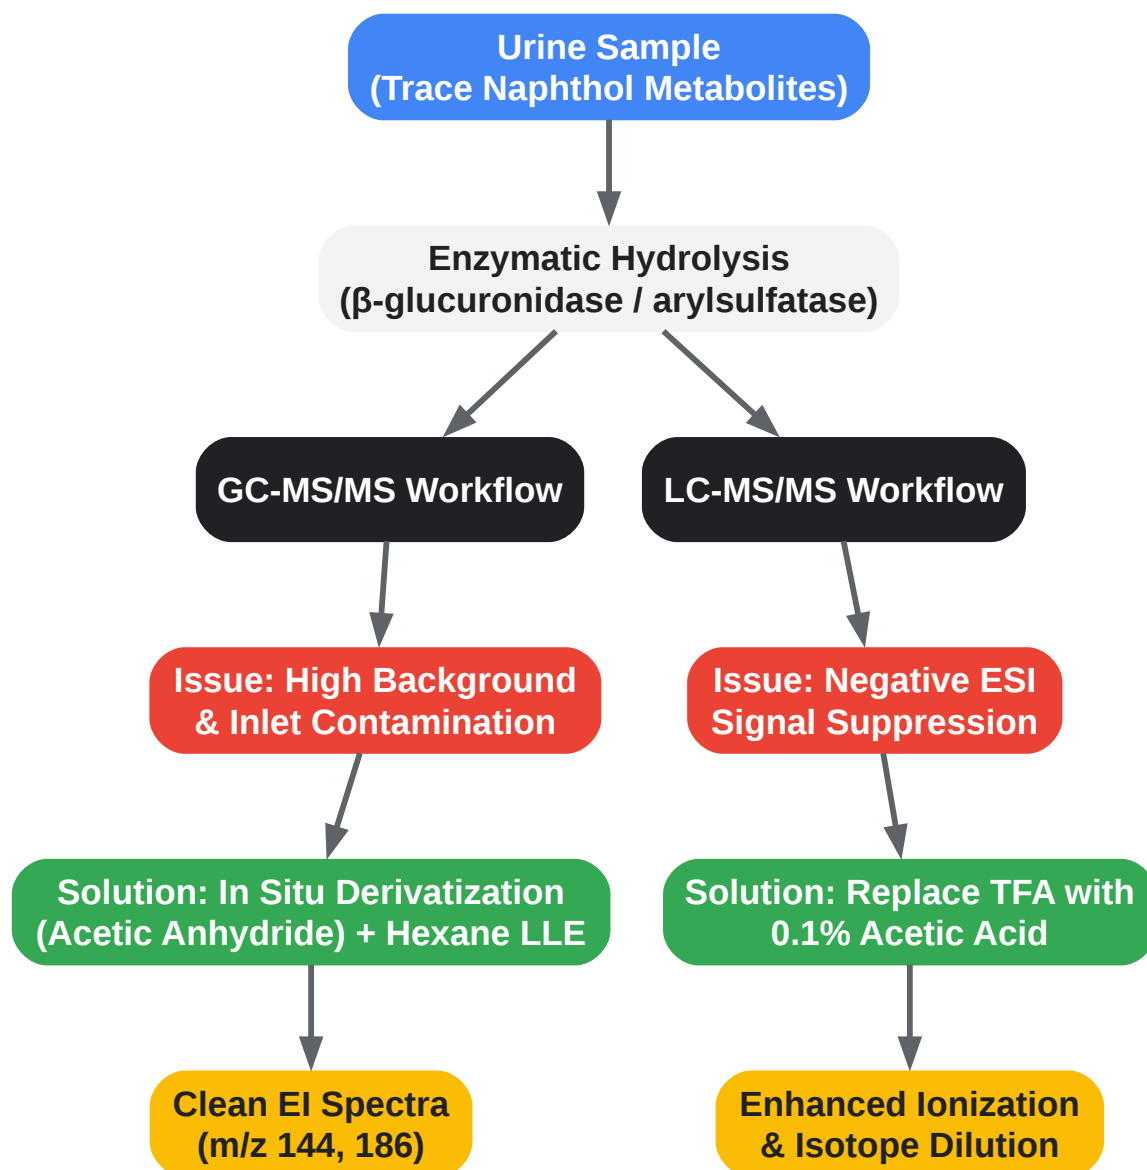 Urine Sample
(Trace Naphthol Metabolites)
Enzymatic Hydrolysis
(β-glucuronidase / arylsulfatase)
GC-MS/MS Workflow
LC-MS/MS Workflow
Issue: High Background
& Inlet Contamination
Issue: Negative ESI
Signal Suppression
Solution: In Situ Derivatization
(Acetic Anhydride) + Hexane LLE
Solution: Replace TFA with
0.1% Acetic Acid
Clean EI Spectra
(m/z 144, 186)
Enhanced Ionization
& Isotope Dilution